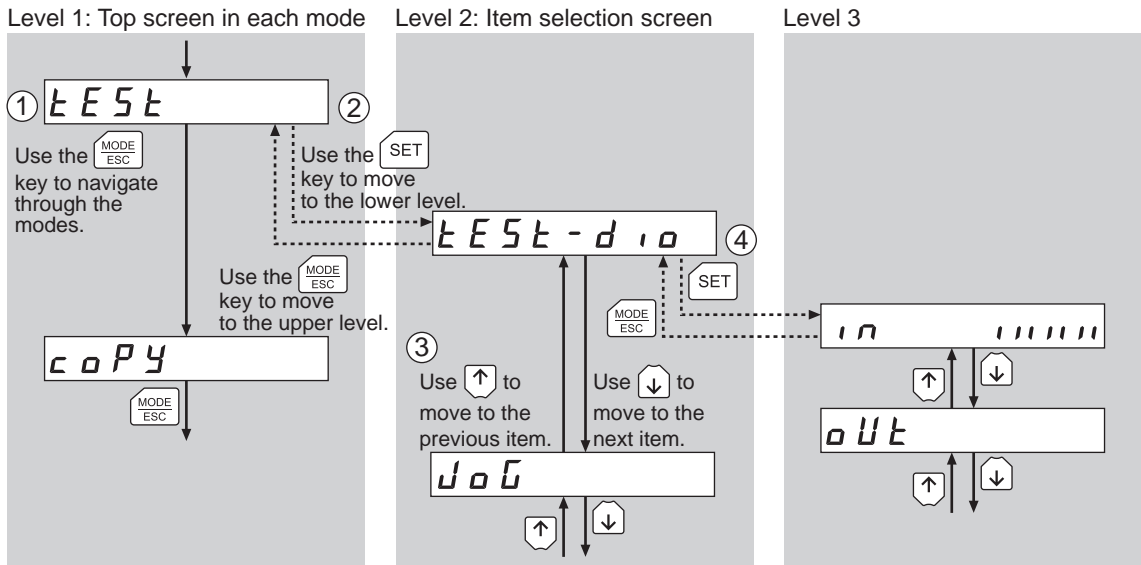 Level 1: Top screen in each mode
Level 2: Item selection screen
Level 3
1
tESt
2
Use the MODE
ESC
key to navigate
through the
modes.
Use the SET
key to move
to the lower level.
tESt-dio
4
SET
Use the MODE
ESC
key to move
to the upper level.
MODE
ESC
in ıııııı
coPY
MODE
ESC
3
Use ↑ to
move to the
previous item.
Use ↓ to
move to the
next item.
↑
↓
oUt
JoG
↑
↓
↑
↓